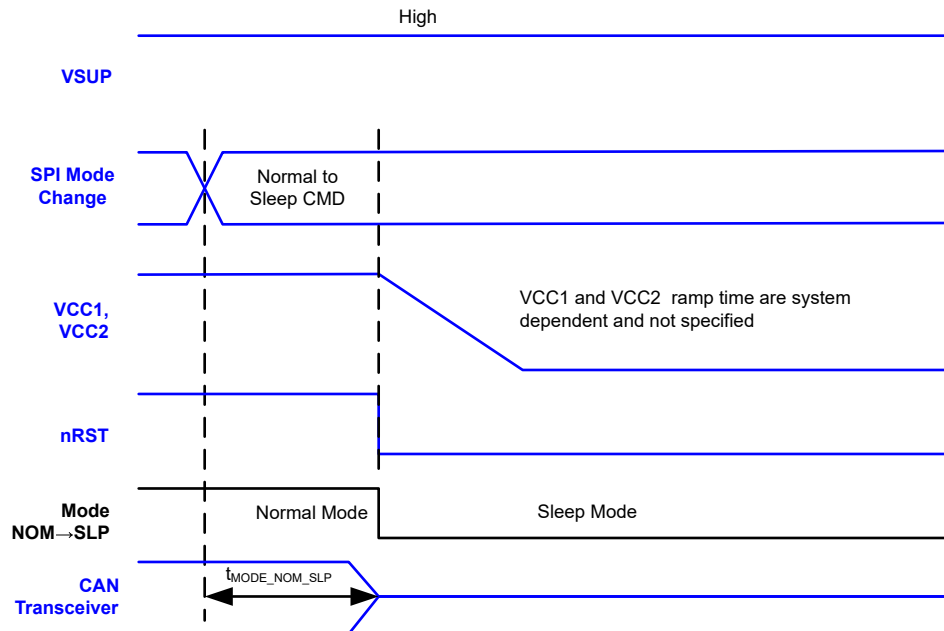 High
VSUP
SPI Mode
Change
Normal to
Sleep CMD
VCC1,
VCC2
VCC1 and VCC2 ramp time are system
dependent and not specified
nRST
Mode
NOM→SLP
Normal Mode
Sleep Mode
CAN
Transceiver
tMODE_NOM_SLP